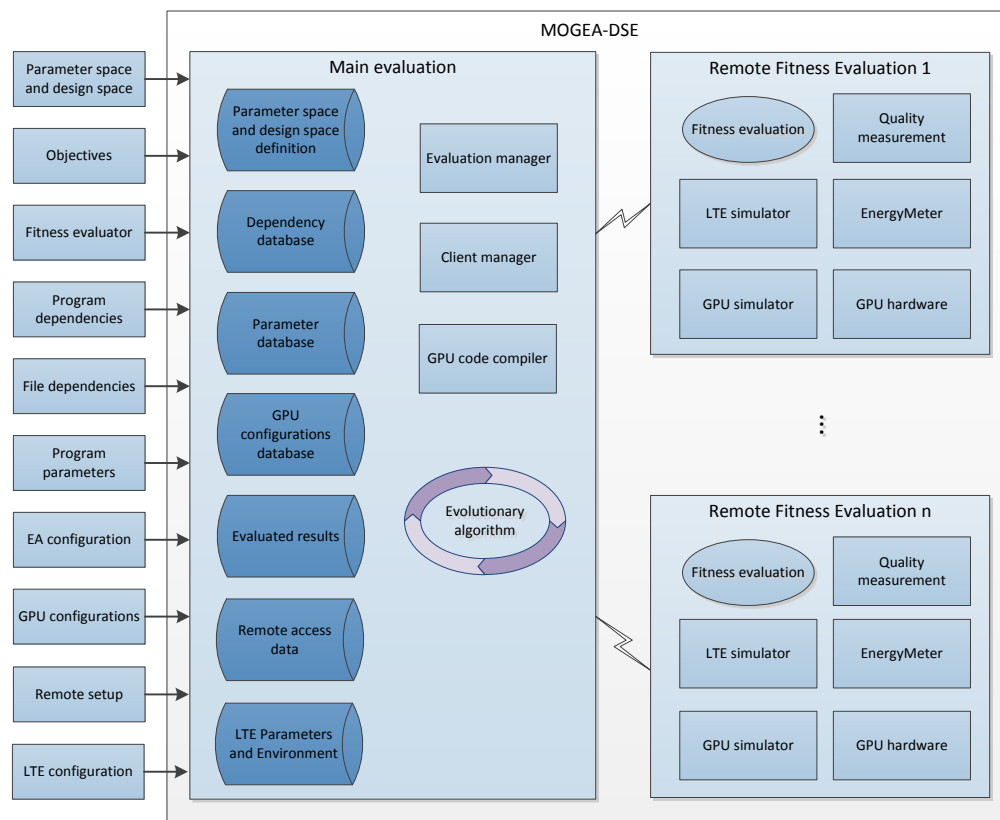 MOGEA-DSE
Parameter space
and design space
Objectives
Fitness evaluator
Program
dependencies
File dependencies
Program
parameters
EA configuration
GPU configurations
Remote setup
LTE configuration
Main evaluation
Parameter space
and design space
definition
Dependency
database
Parameter
database
GPU
configurations
database
Evaluated results
Remote access
data
LTE Parameters
and Environment
Evaluation manager
Client manager
GPU code compiler
Evolutionary
algorithm
Remote Fitness Evaluation 1
Fitness evaluation
Quality
measurement
LTE simulator
EnergyMeter
GPU simulator
GPU hardware
...
Remote Fitness Evaluation n
Fitness evaluation
Quality
measurement
LTE simulator
EnergyMeter
GPU simulator
GPU hardware